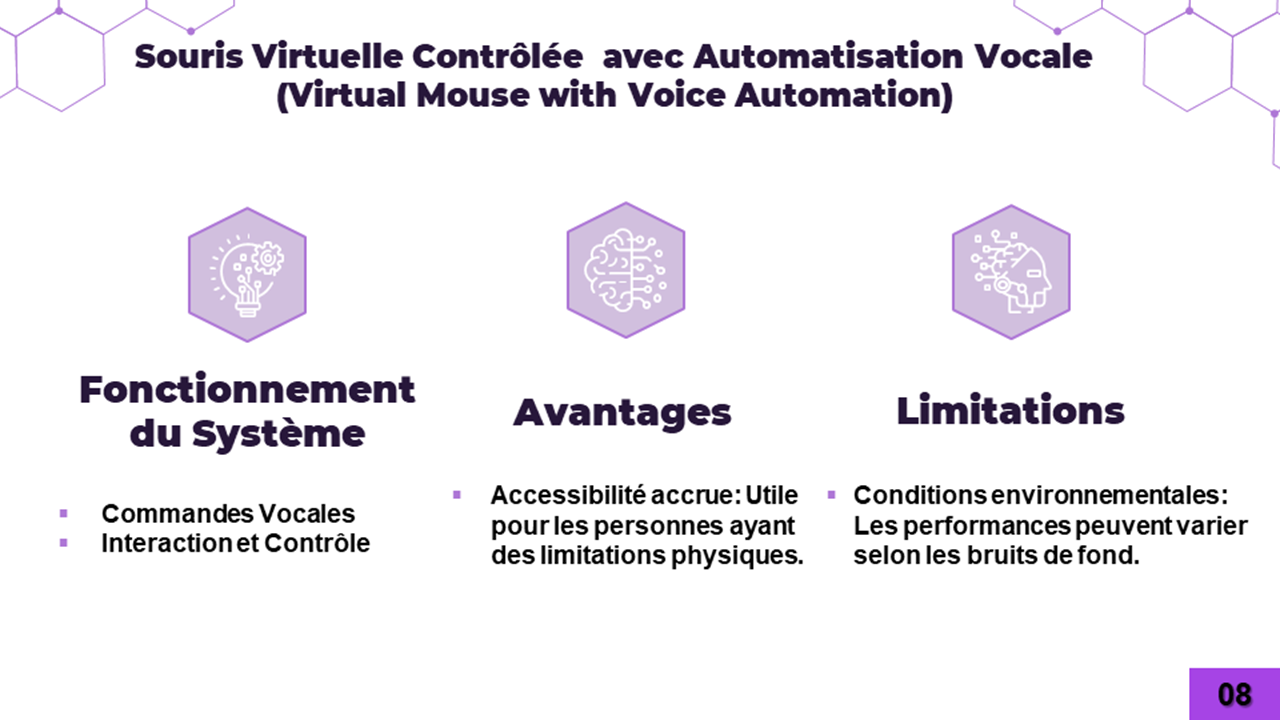 Souris Virtuelle Contrôlée avec Automatisation Vocale
(Virtual Mouse with Voice Automation)
Fonctionnement
du Système
▪ Commandes Vocales
▪ Interaction et Contrôle
Avantages
▪ Accessibilité accrue: Utile
pour les personnes ayant
des limitations physiques.
Limitations
▪ Conditions environnementales:
Les performances peuvent varier
selon les bruits de fond.
08